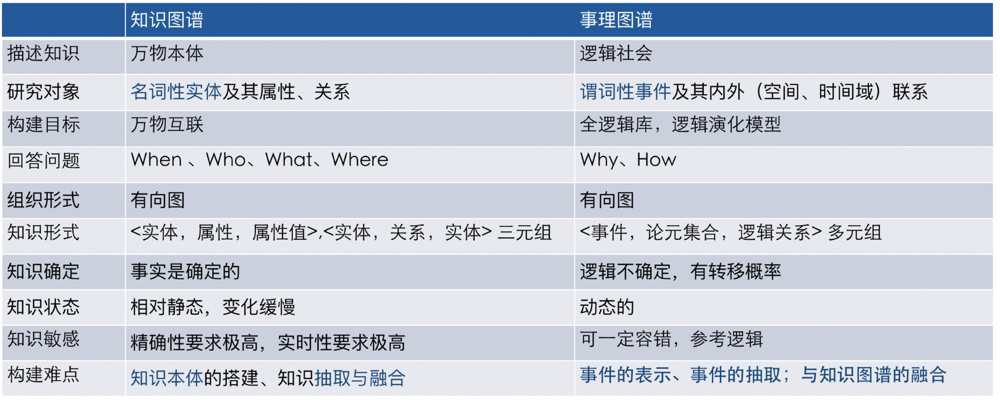 知识图谱 事理图谱
描述知识 万物本体 逻辑社会
研究对象 名词性实体及其属性、关系 谓词性事件及其内外（空间、时间域）联系
构建目标 万物互联 全逻辑库，逻辑演化模型
回答问题 When 、Who、What、Where Why、How
组织形式 有向图 有向图
知识形式 <实体，属性，属性值>,<实体，关系，实体> 三元组 <事件，论元集合，逻辑关系> 多元组
知识确定 事实是确定的 逻辑不确定，有转移概率
知识状态 相对静态，变化缓慢 动态的
知识敏感 精确性要求极高，实时性要求极高 可一定容错，参考逻辑
构建难点 知识本体的搭建、知识抽取与融合 事件的表示、事件的抽取；与知识图谱的融合